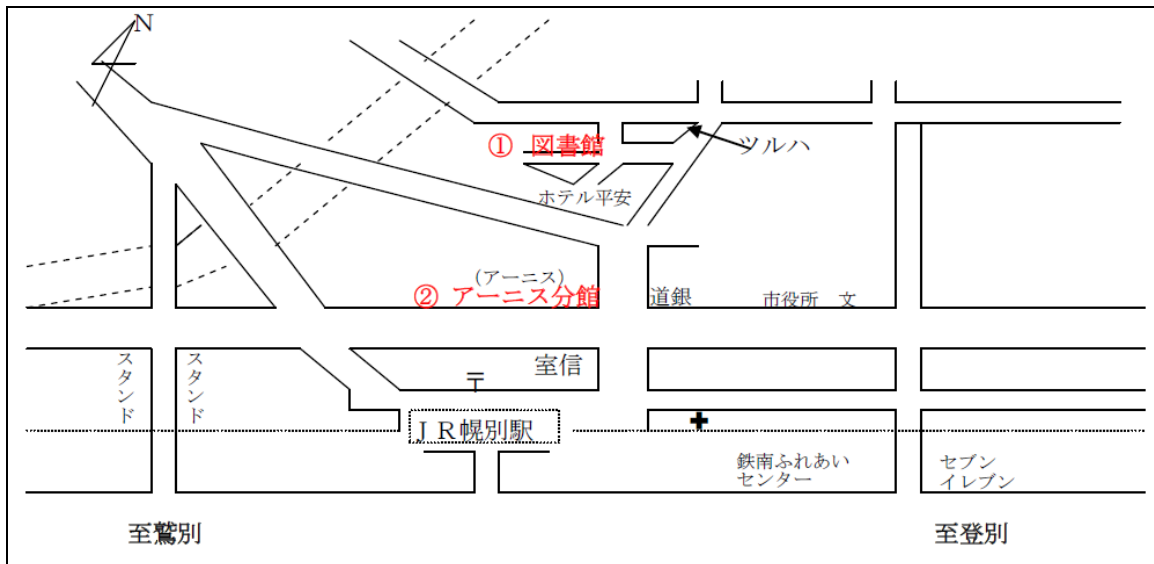 N
① 図書館
ツルハ
ホテル平安
(アーニス)
② アーニス分館
道銀
市役所 文
スタンド
スタンド
室信
〒
JR幌別駅
鉄南ふれあい
センター
セブン
イレブン
至鷲別
至登別